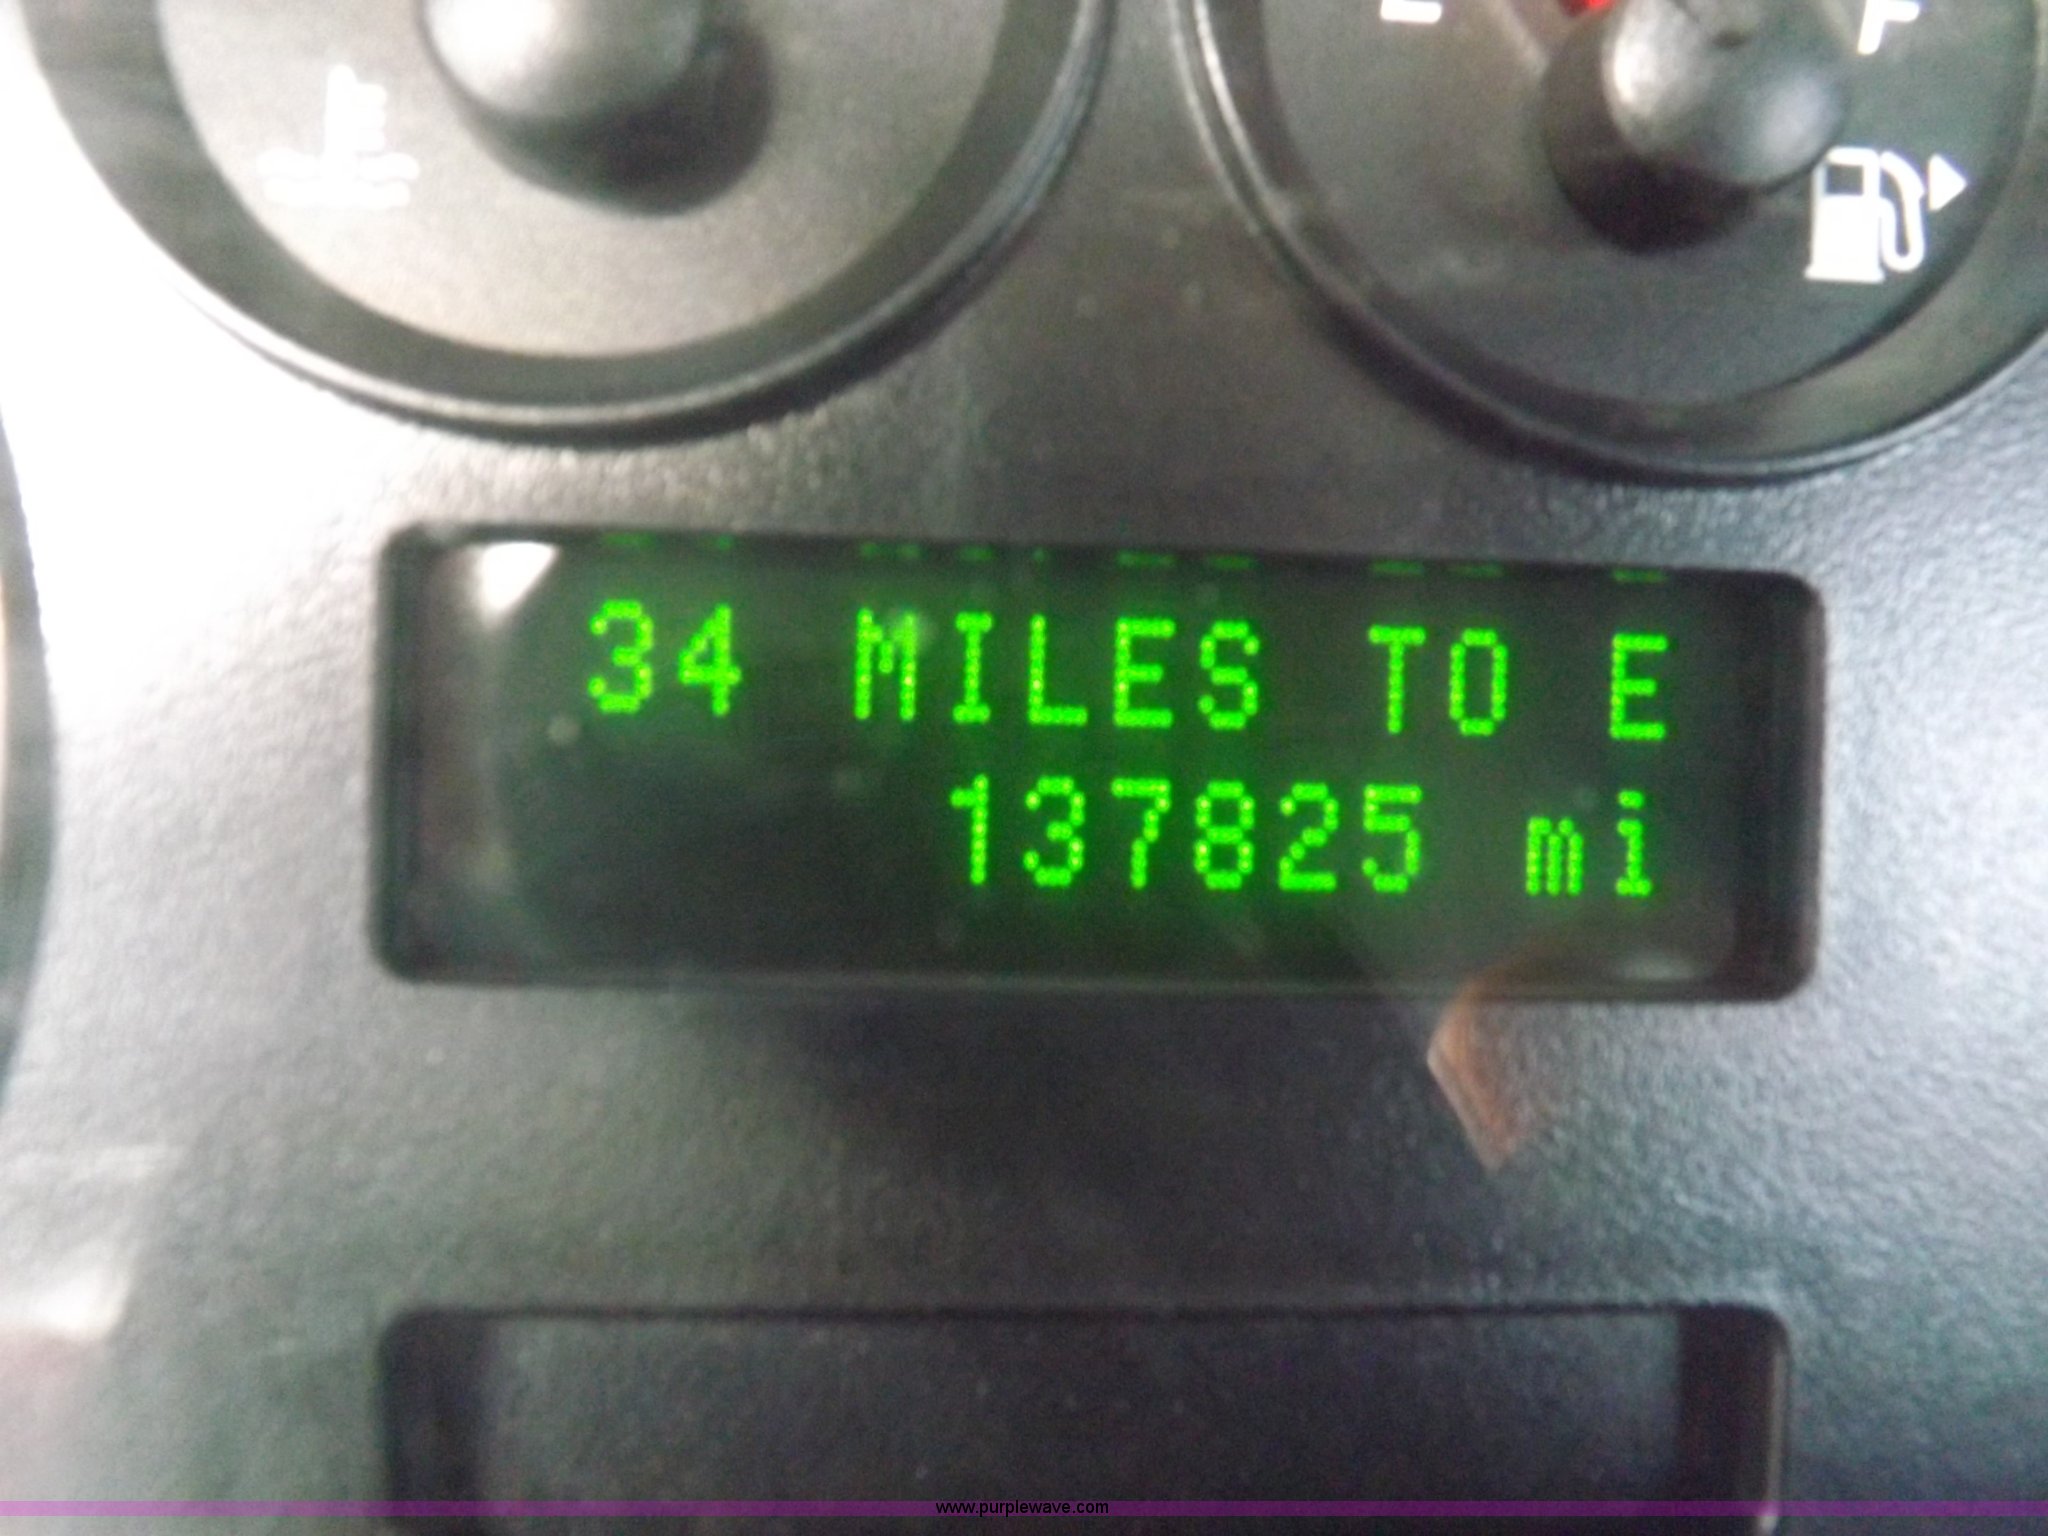 F
34 MILES TO E
137825 mi
www.purplewave.com